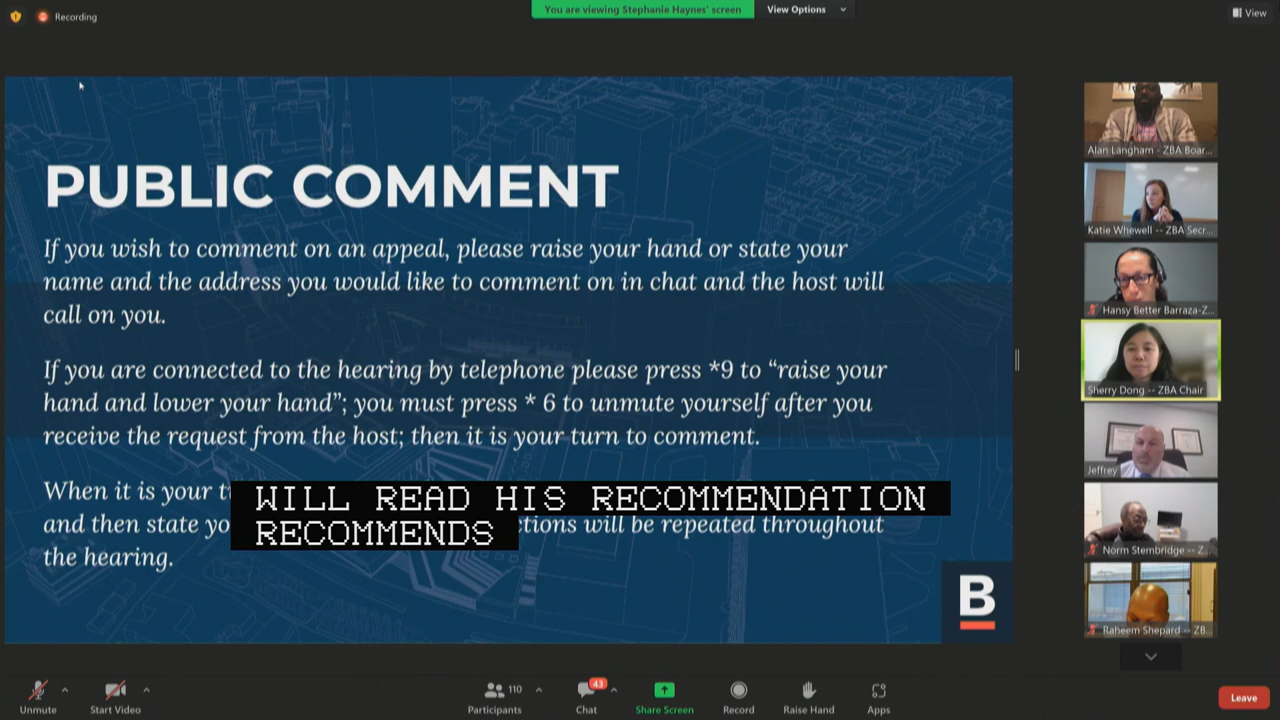 Recording
You are viewing Stephanie Haynes' screen
View Options
View
PUBLIC COMMENT
If you wish to comment on an appeal, please raise your hand or state your
name and the address you would like to comment on in chat and the host will
call on you.
If you are connected to the hearing by telephone please press *9 to “raise your
hand and lower your hand”; you must press * 6 to unmute yourself after you
receive the request from the host; then it is your turn to comment.
When it is your
and then state ctions will be repeated throughout
the hearing.
WILL READ HIS RECOMMENDATION
RECOMMENDS
B
Alan Langham - ZBA Boar...
Katie Whewell -- ZBA Secr...
Hansy Better Barraza-Z...
Sherry Dong -- ZBA Chair
Jeffrey
Norm Stembridge -- Z...
Raheem Shepard -- ZB...
Unmute
Start Video
110
Participants
43
Chat
Share Screen
Record
Raise Hand
Apps
Leave